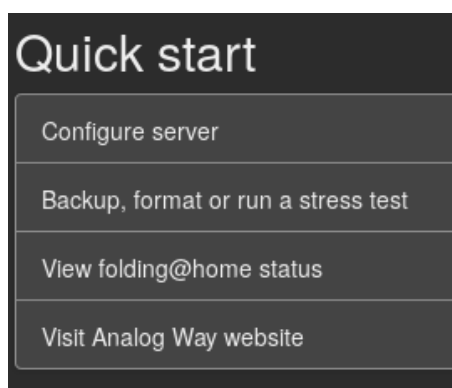 Quick start
Configure server
Backup, format or run a stress test
View folding@home status
Visit Analog Way website